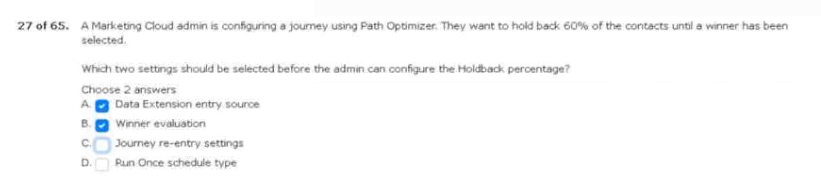 27 of 65. A Marketing Cloud admin is configuring a journey using Path Optimizer. They want to hold back 60% of the contacts until a winner has been
selected.
Which two settings should be selected before the admin can configure the Holdback percentage?
Choose 2 answers
A. Data Extension entry source
B. Winner evaluation
C. Journey re-entry settings
D. Run Once schedule type